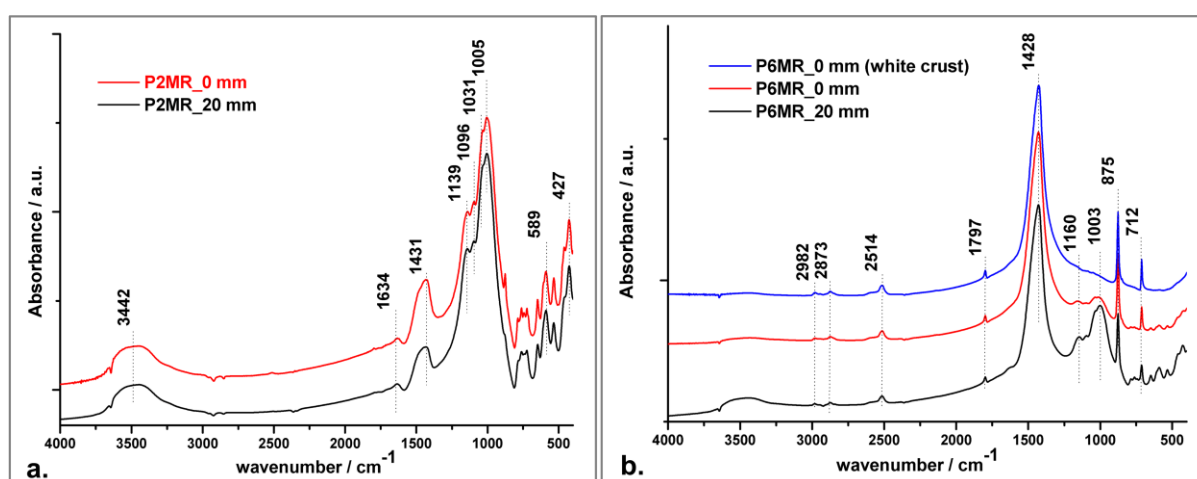 P2MR_0 mm
P2MR_20 mm
3442
1634
1431
1139
1096
1031
1005
589
427
Absorbance / a.u.
4000 3500 3000 2500 2000 1500 1000 500
wavenumber / cm-1
a.
P6MR_0 mm (white crust)
P6MR_0 mm
P6MR_20 mm
2982
2873
2514
1797
1428
1160
1003
875
712
Absorbance / a.u.
4000 3500 3000 2500 2000 1500 1000 500
wavenumber / cm-1
b.